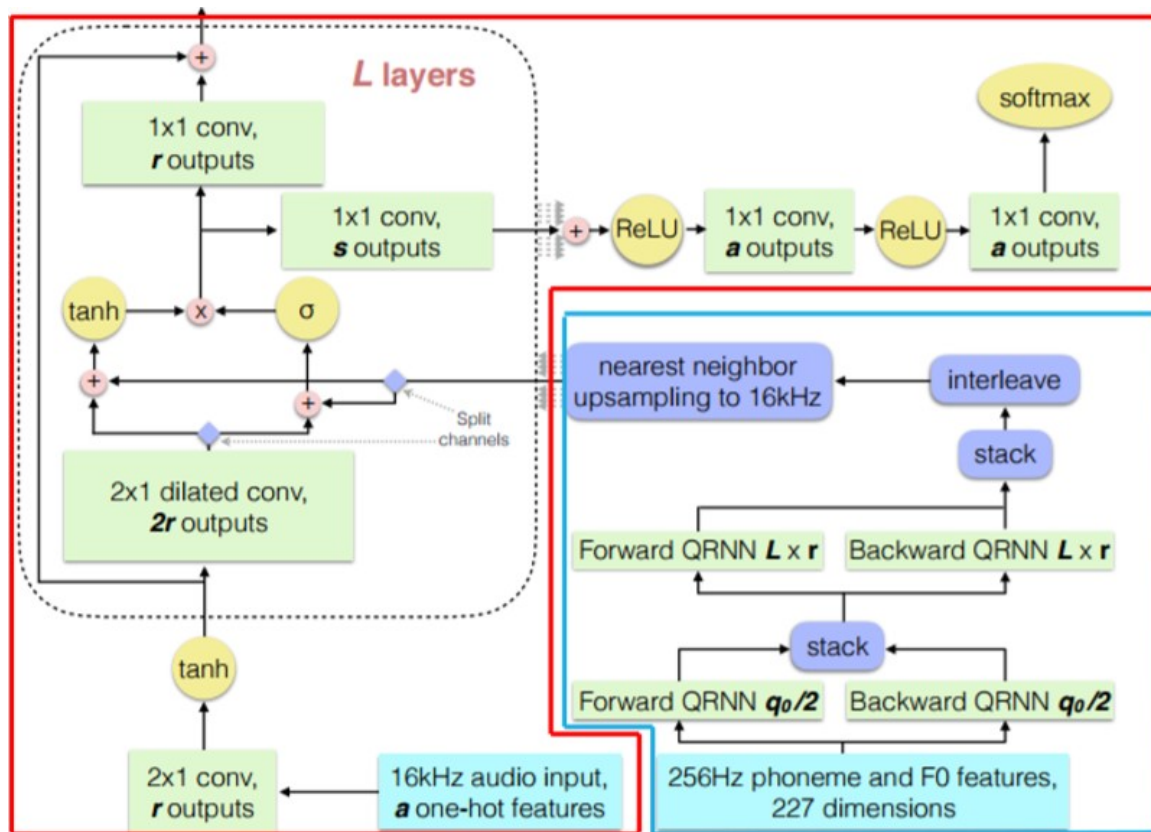 L layers
softmax
1x1 conv,
r outputs
1x1 conv,
s outputs
+
+
ReLU
1x1 conv,
a outputs
ReLU
1x1 conv,
a outputs
tanh
x
σ
+
+
Split
channels
nearest neighbor
upsampling to 16kHz
interleave
stack
2x1 dilated conv,
2r outputs
Forward QRNN L x r
Backward QRNN L x r
stack
tanh
Forward QRNN q₀/2
Backward QRNN q₀/2
2x1 conv,
r outputs
16kHz audio input,
a one-hot features
256Hz phoneme and F0 features,
227 dimensions